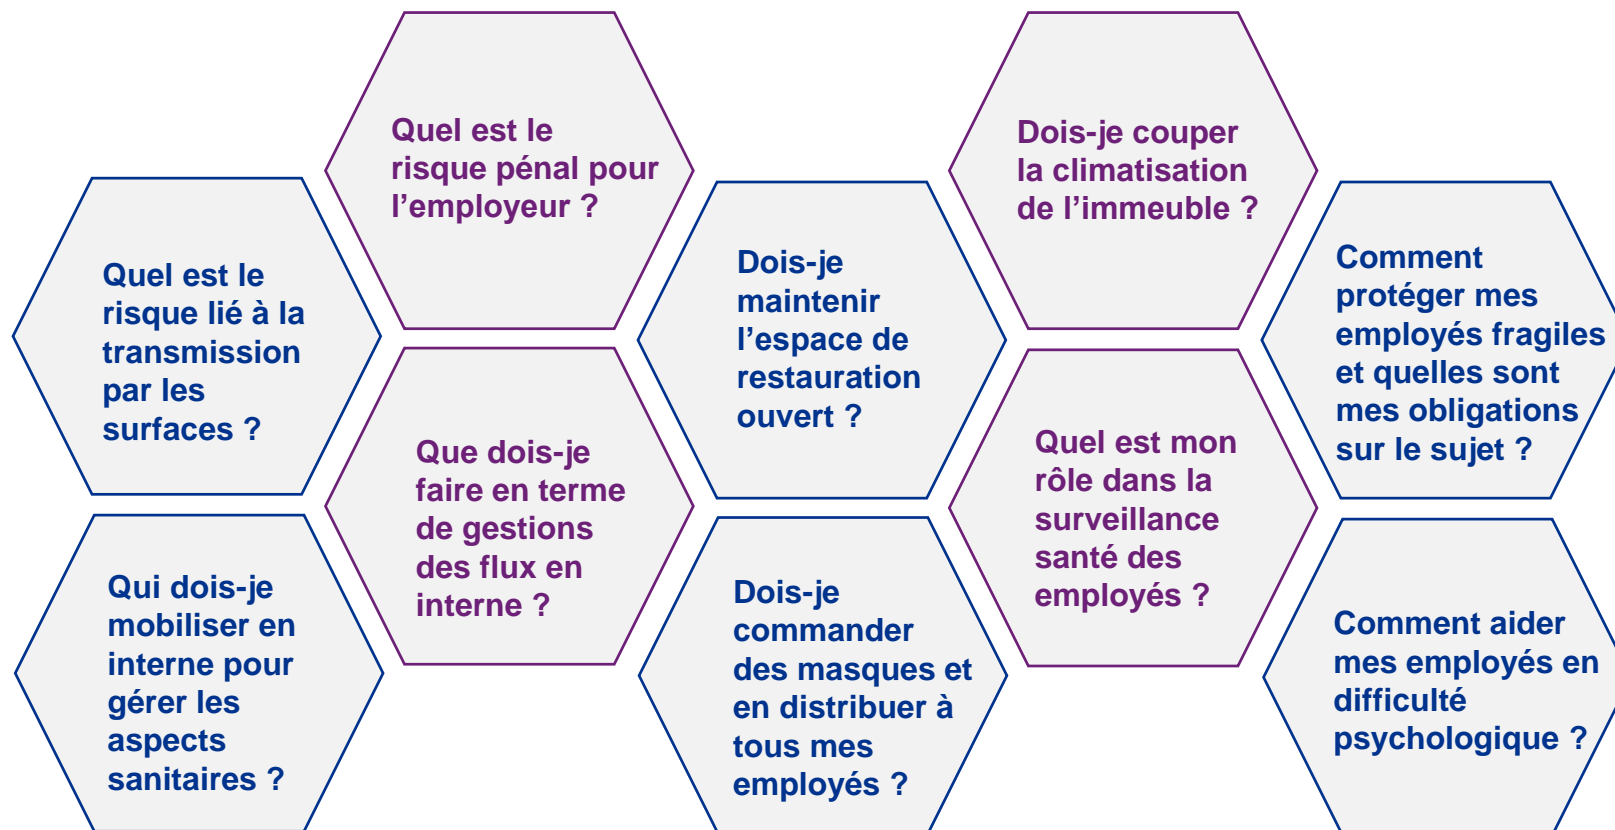 Quel est le
risque pénal pour
l’employeur ?
Dois-je couper
la climatisation
de l’immeuble ?
Quel est le
risque lié à la
transmission
par les
surfaces ?
Dois-je
maintenir
l’espace de
restauration
ouvert ?
Comment
protéger mes
employés fragiles
et quelles sont
mes obligations
sur le sujet ?
Que dois-je
faire en terme
de gestions
des flux en
interne ?
Quel est mon
rôle dans la
surveillance
santé des
employés ?
Qui dois-je
mobiliser en
interne pour
gérer les
aspects
sanitaires ?
Dois-je
commander
des masques et
en distribuer à
tous mes
employés ?
Comment aider
mes employés en
difficulté
psychologique ?